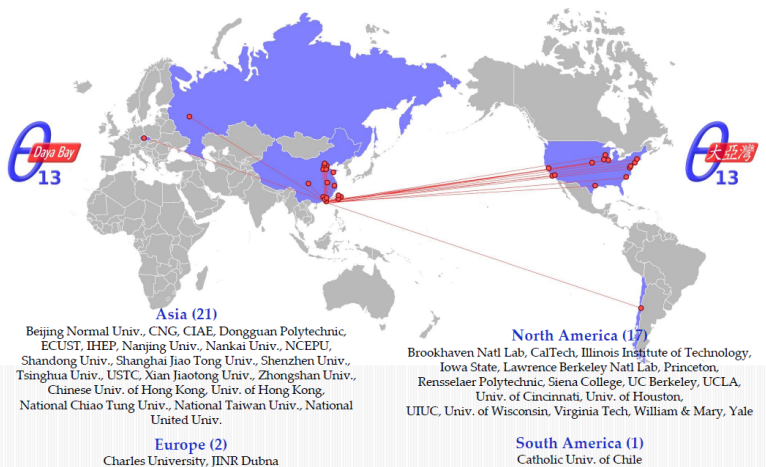 θ
Daya Bay
13
θ
大亞灣
13
Asia (21)
Beijing Normal Univ., CNG, CIAE, Dongguan Polytechnic,
ECUST, IHEP, Nanjing Univ., Nankai Univ., NCEPU,
Shandong Univ., Shanghai Jiao Tong Univ., Shenzhen Univ.,
Tsinghua Univ., USTC, Xian Jiaotong Univ., Zhongshan Univ.,
Chinese Univ. of Hong Kong, Univ. of Hong Kong,
National Chiao Tung Univ., National Taiwan Univ., National
United Univ.
Europe (2)
Charles University, JINR Dubna
North America (17)
Brookhaven Natl Lab, CalTech, Illinois Institute of Technology,
Iowa State, Lawrence Berkeley Natl Lab, Princeton,
Rensselaer Polytechnic, Siena College, UC Berkeley, UCLA,
Univ. of Cincinnati, Univ. of Houston,
UIUC, Univ. of Wisconsin, Virginia Tech, William & Mary, Yale
South America (1)
Catholic Univ. of Chile